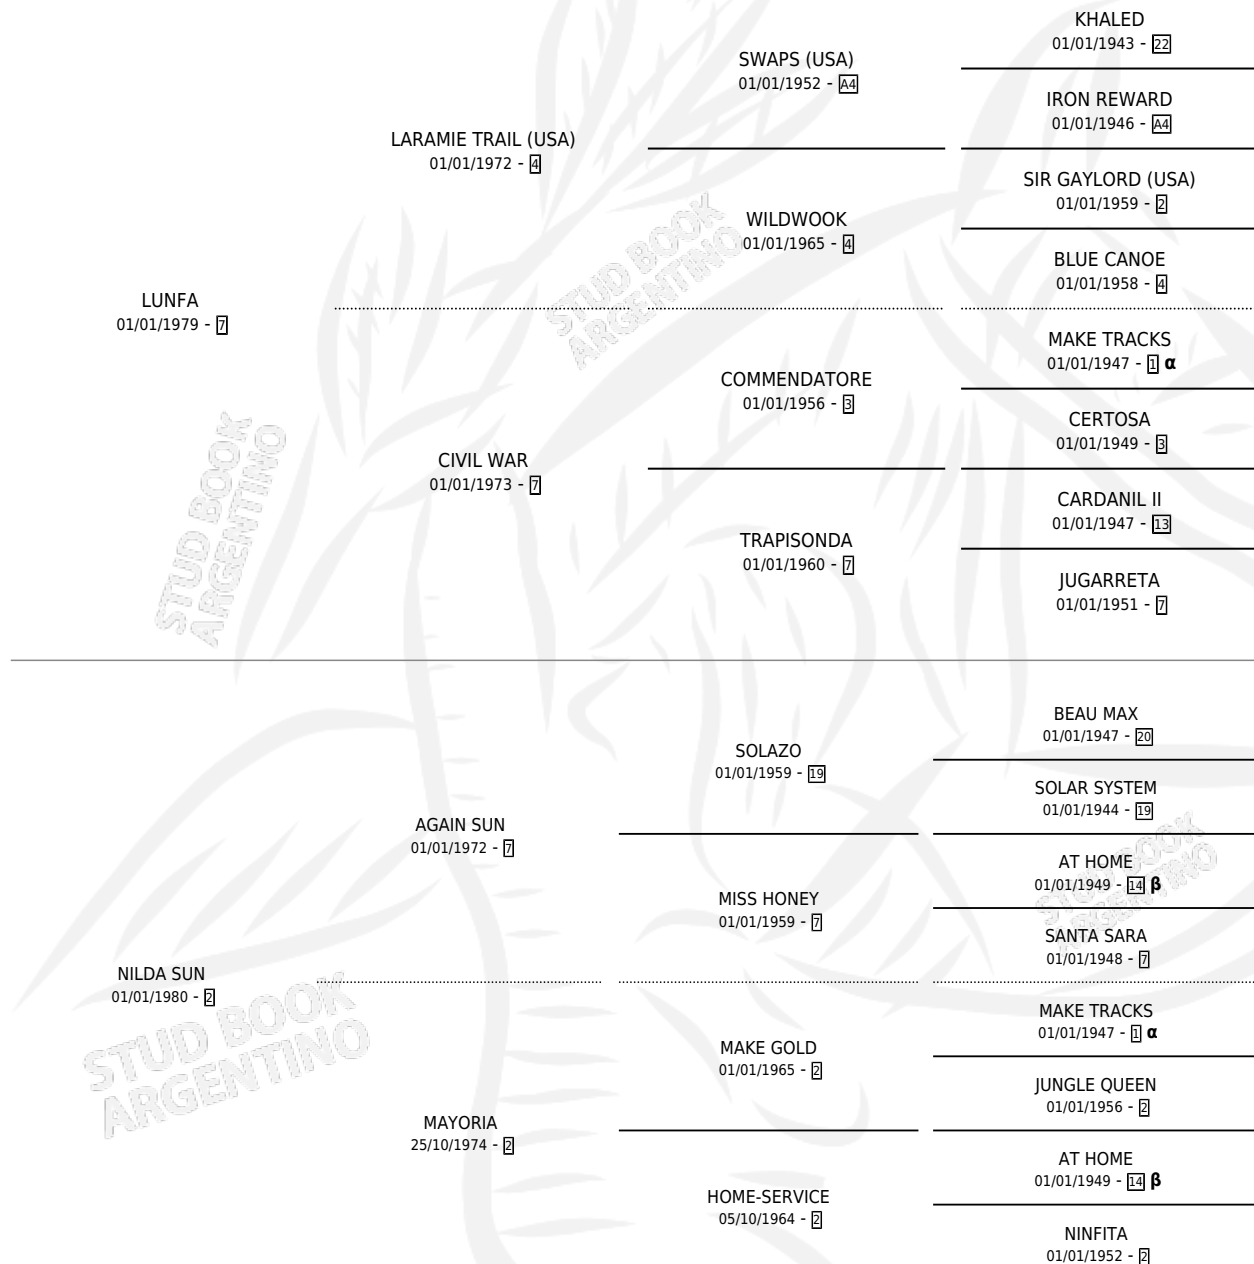 KHALED
01/01/1943 - 22
SWAPS (USA)
01/01/1952 - A4
IRON REWARD
01/01/1946 - A4
LARAMIE TRAIL (USA)
01/01/1972 - 4
SIR GAYLORD (USA)
01/01/1959 - 2
WILDWOOK
01/01/1965 - 4
BLUE CANOE
01/01/1958 - 4
LUNFA
01/01/1979 - 7
MAKE TRACKS
01/01/1947 - 1 α
COMMENDATORE
01/01/1956 - 3
CERTOSA
01/01/1949 - 3
CIVIL WAR
01/01/1973 - 7
CARDANIL II
01/01/1947 - 13
TRAPISONDA
01/01/1960 - 7
JUGARRETA
01/01/1951 - 7
BEAU MAX
01/01/1947 - 20
SOLAZO
01/01/1959 - 19
SOLAR SYSTEM
01/01/1944 - 19
AGAIN SUN
01/01/1972 - 7
AT HOME
01/01/1949 - 14 β
MISS HONEY
01/01/1959 - 7
SANTA SARA
01/01/1948 - 7
NILDA SUN
01/01/1980 - 2
MAKE TRACKS
01/01/1947 - 1 α
MAKE GOLD
01/01/1965 - 2
JUNGLE QUEEN
01/01/1956 - 2
MAYORIA
25/10/1974 - 2
AT HOME
01/01/1949 - 14 β
HOME-SERVICE
05/10/1964 - 2
NINFITA
01/01/1952 - 2
STUD BOOK
ARGENTINO
STUD BOOK
ARGENTINO
STUD BOOK
ARGENTINO
STUD BOOK
ARGENTINO